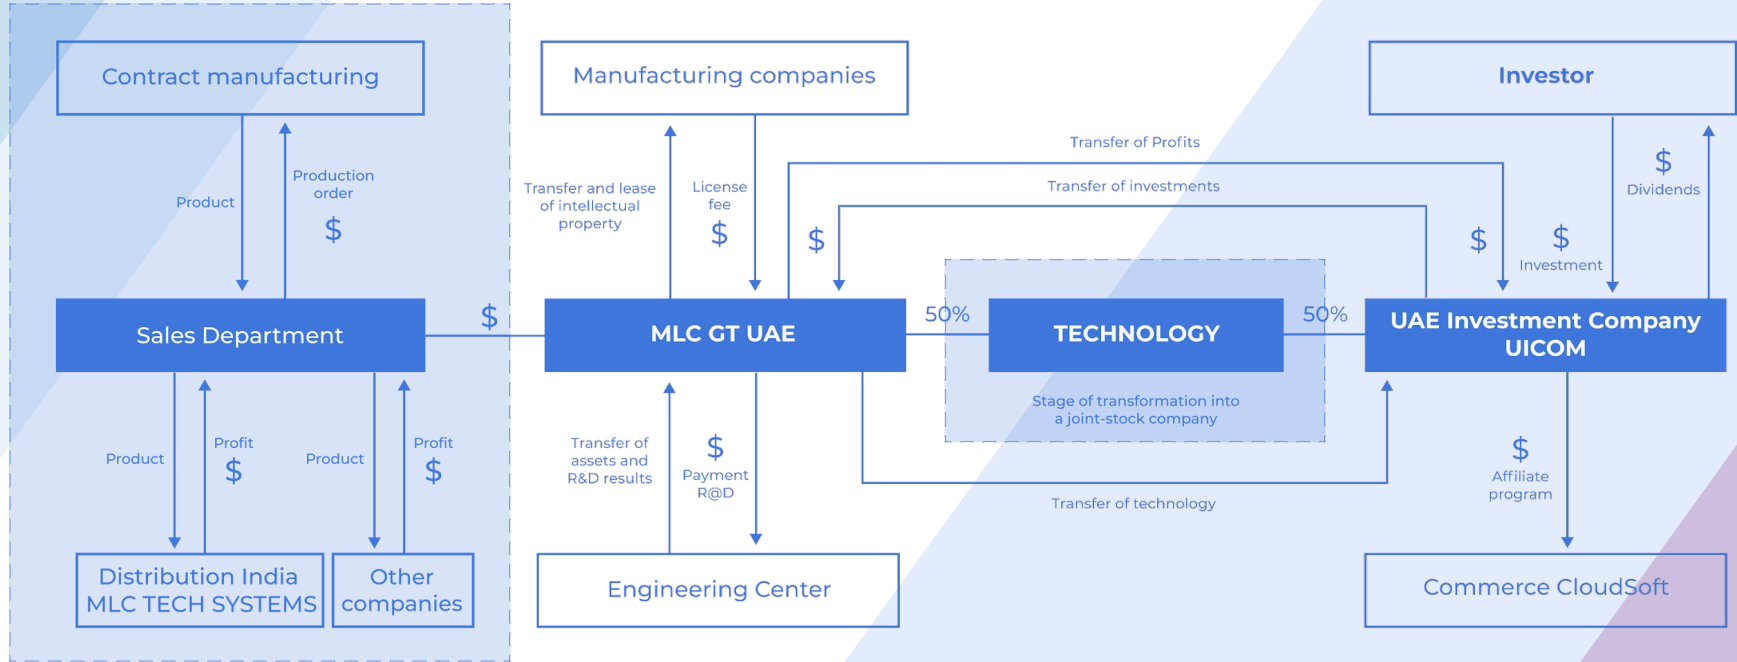 Contract manufacturing
Manufacturing companies
Investor
Product
Production
order
$
Transfer and lease
of intellectual
property
License
fee
$
Transfer of Profits
Transfer of investments
$
$
$
Investment
$
Dividends
Sales Department
$
MLC GT UAE
50%
TECHNOLOGY
50%
UAE Investment Company
UICOM
Stage of transformation into
a joint-stock company
Product
Profit
$
Product
Profit
$
Transfer of
assets and
R&D results
$
Payment
R@D
Transfer of technology
$
Affiliate
program
Distribution India
MLC TECH SYSTEMS
Other
companies
Engineering Center
Commerce CloudSoft